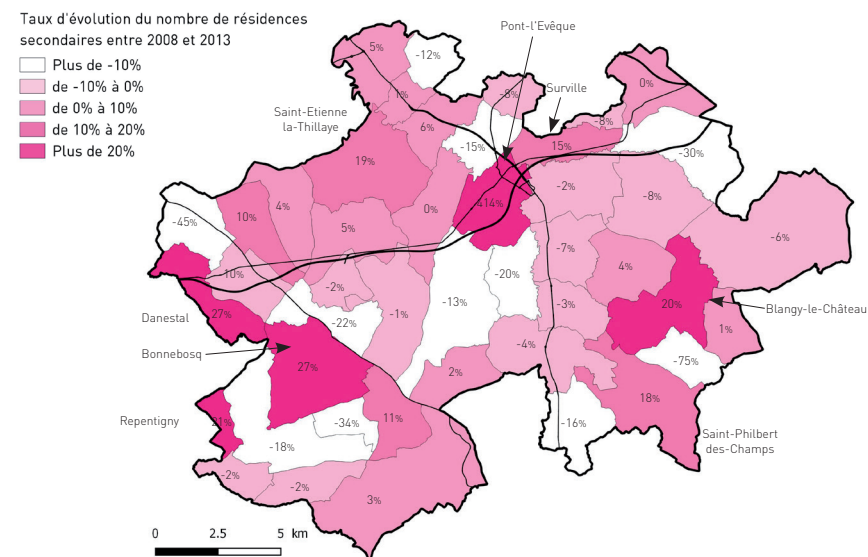 Taux d'évolution du nombre de résidences
secondaires entre 2008 et 2013
Plus de -10%
de -10% à 0%
de 0% à 10%
de 10% à 20%
Plus de 20%
Pont-l'Evêque
5%
-12%
0%
1%
-8%
Surville
Saint-Etienne
la-Thillaye
6%
-8%
-15%
15%
-30%
19%
-2%
-8%
-45%
10%
4%
0%
414%
5%
-6%
-7%
-10%
-20%
4%
-2%
-13%
-3%
20%
Blangy-le-Château
Danestal
27%
-22%
-1%
1%
Bonnebosq
-4%
-75%
27%
2%
18%
Repentigny
21%
-34%
11%
-16%
Saint-Philbert
des-Champs
-18%
-2%
-2%
3%
0
2.5
5 km